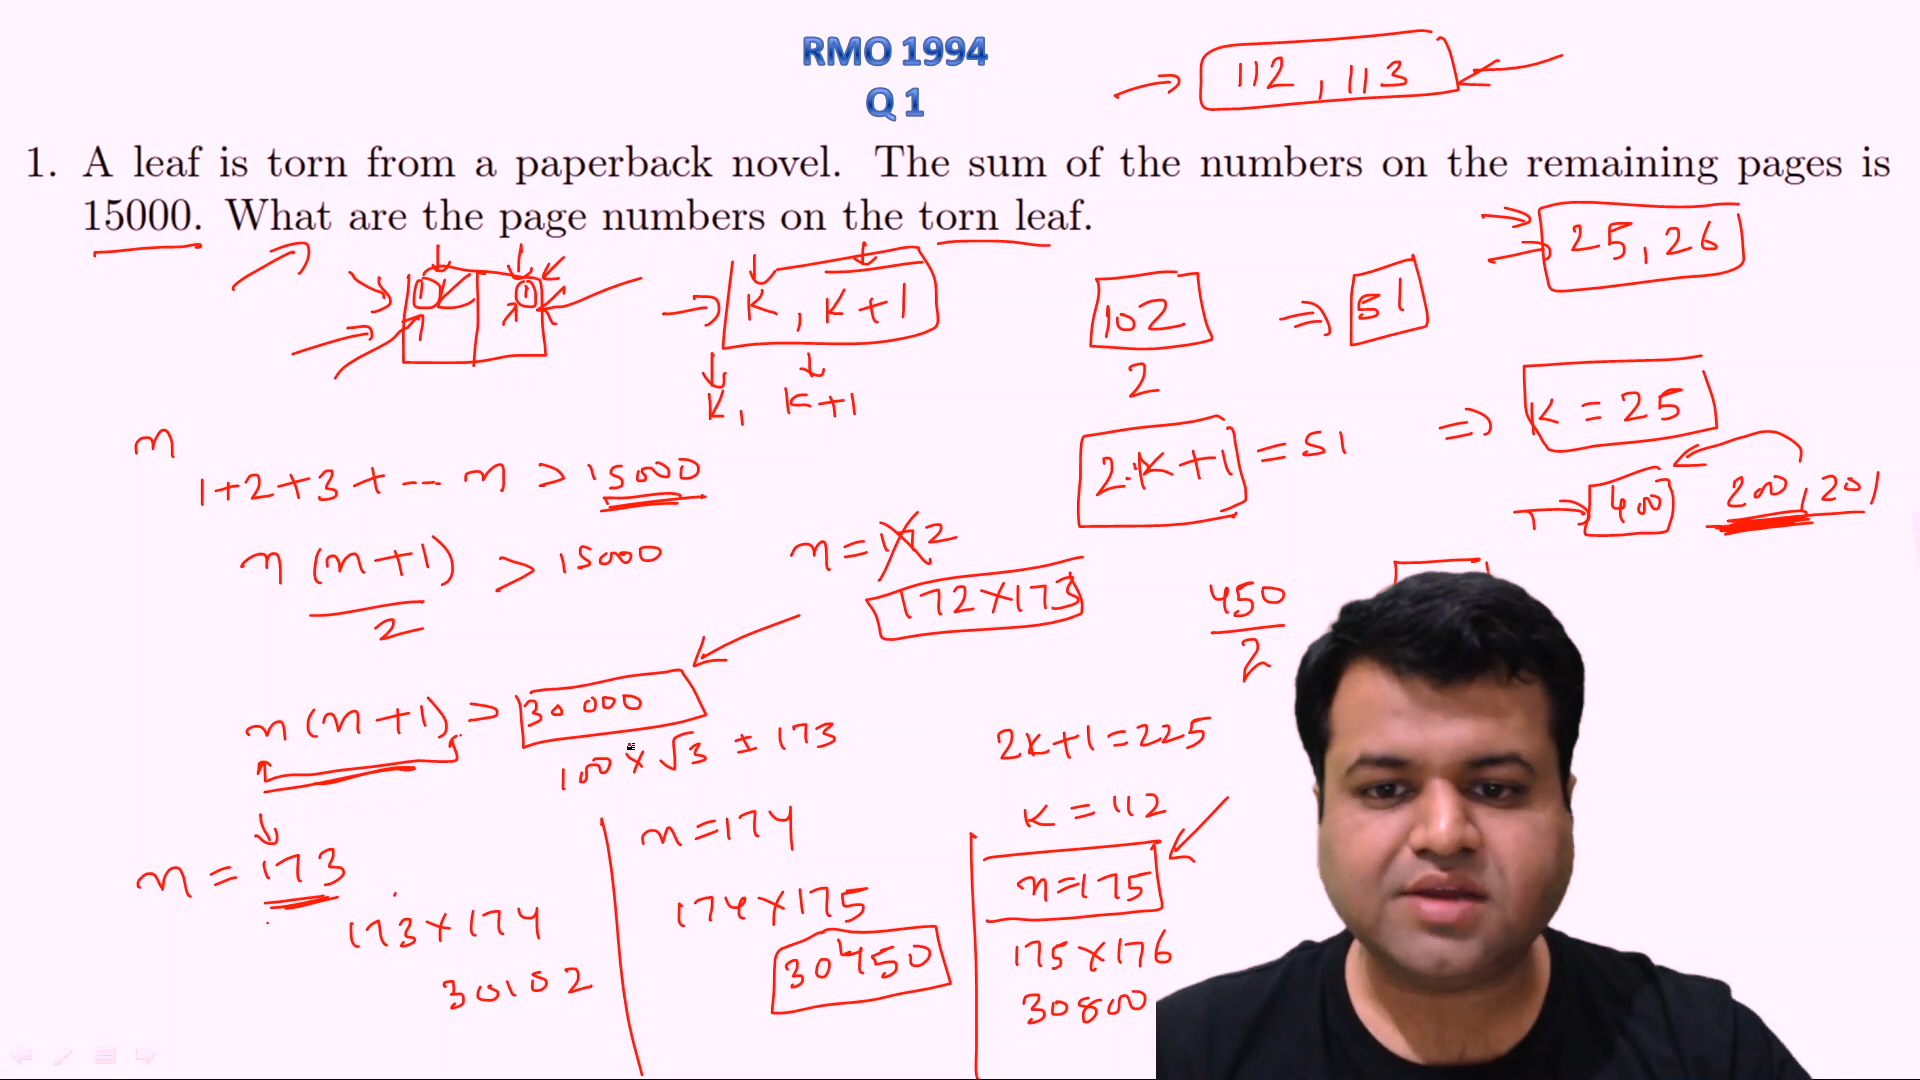 RMO 1994
Q 1
112, 113
1. A leaf is torn from a paperback novel. The sum of the numbers on the remaining pages is
15000. What are the page numbers on the torn leaf.
25, 26
K, K+1
102
2
⇒ 51
K, K+1
n
1+2+3+ -- n > 15000
2·K+1 = 51
⇒ K = 25
400
200, 201
n(n+1)
2
> 15000
172×173
450
2
n(n+1) > 30000
100×√3 ± 173
2K+1=225
K = 112
n = 173
173×174
30102
n=174
174×175
30450
n=175
175×176
30800